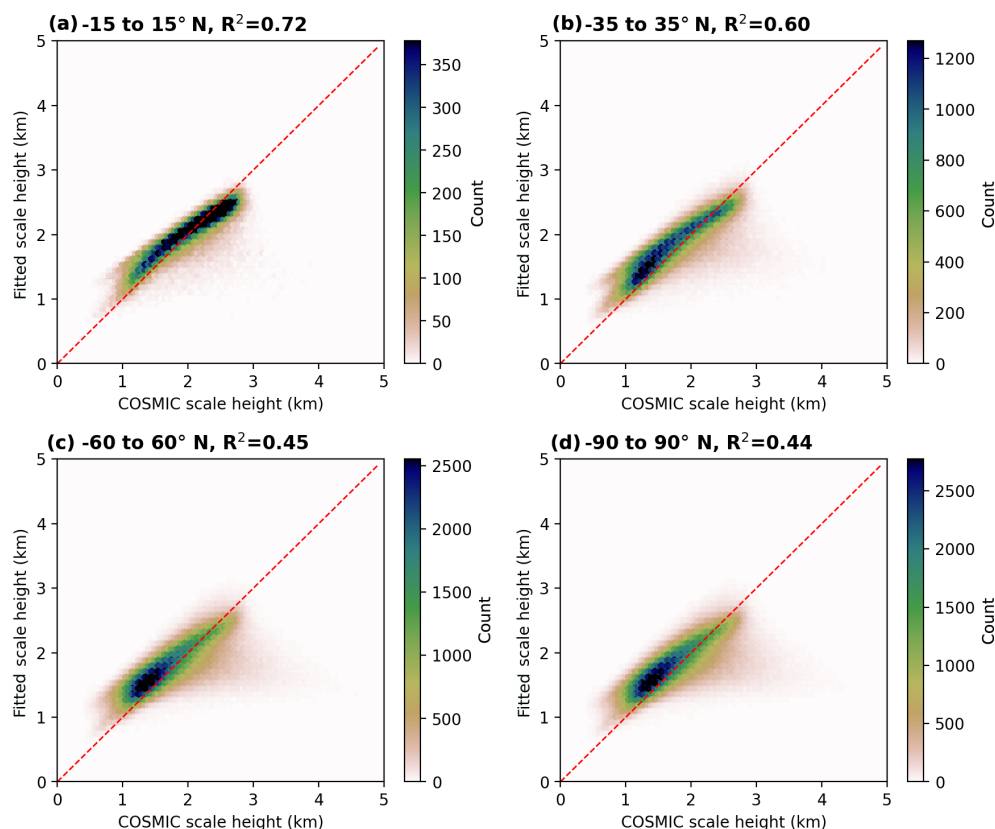 (a) -15 to 15° N, R²=0.72
5
4
3
2
1
0
0 1 2 3 4 5
Fitted scale height (km)
COSMIC scale height (km)
350
300
250
200
150
100
50
0
Count
(b) -35 to 35° N, R²=0.60
5
4
3
2
1
0
0 1 2 3 4 5
Fitted scale height (km)
COSMIC scale height (km)
1200
1000
800
600
400
200
0
Count
(c) -60 to 60° N, R²=0.45
5
4
3
2
1
0
0 1 2 3 4 5
Fitted scale height (km)
COSMIC scale height (km)
2500
2000
1500
1000
500
0
Count
(d) -90 to 90° N, R²=0.44
5
4
3
2
1
0
0 1 2 3 4 5
Fitted scale height (km)
COSMIC scale height (km)
2500
2000
1500
1000
500
0
Count